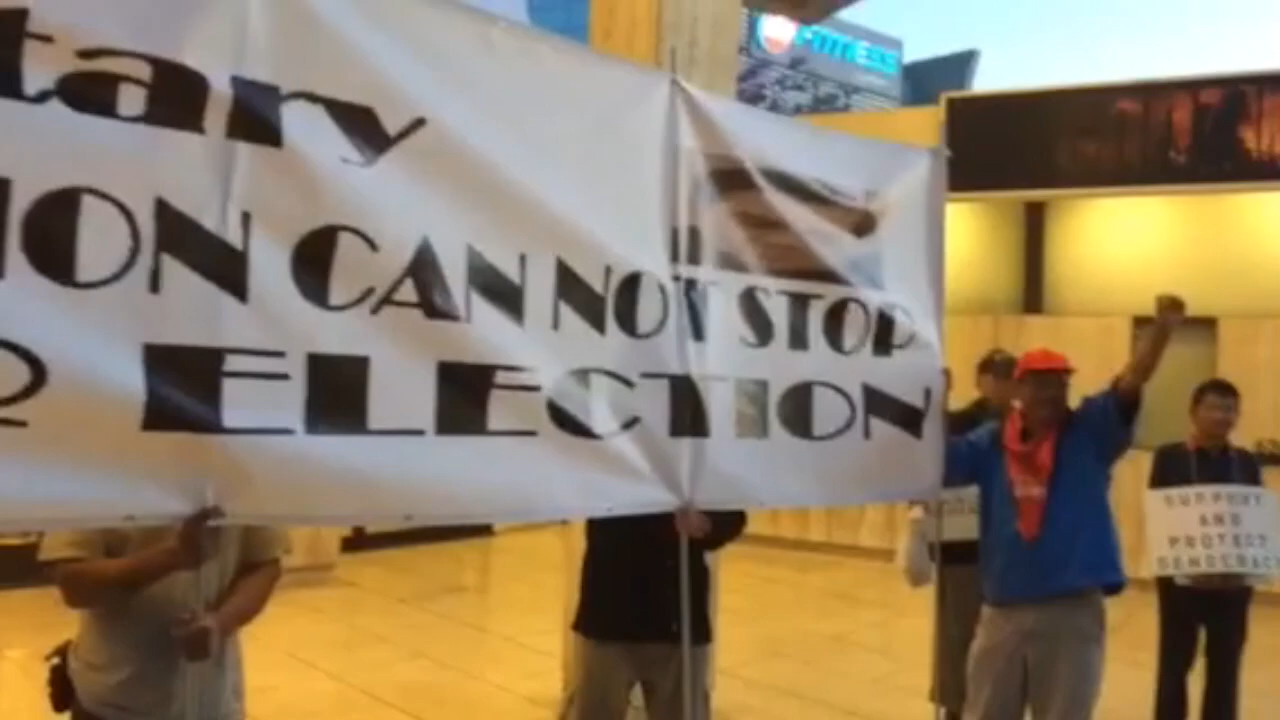 tary
ION CAN NOT STOP
R ELECTION
FITNESS
SUPPORT
AND
PROTECT
DEMOCRACY